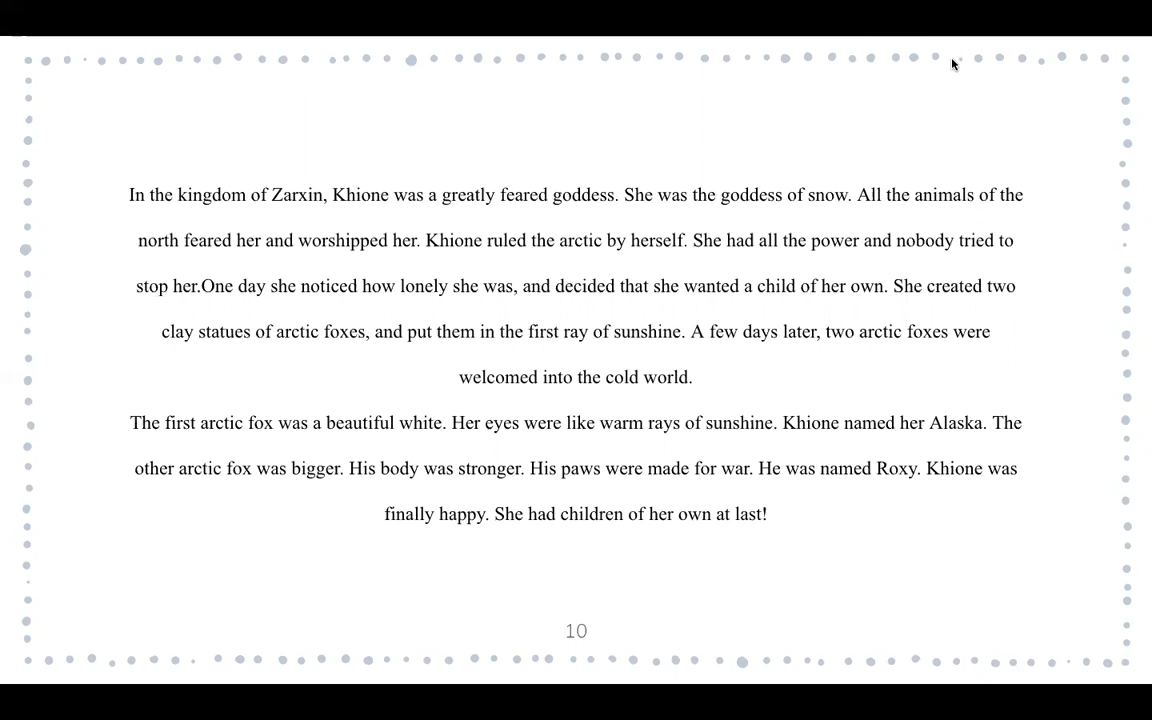 In the kingdom of Zarxin, Khione was a greatly feared goddess. She was the goddess of snow. All the animals of the
north feared her and worshipped her. Khione ruled the arctic by herself. She had all the power and nobody tried to
stop her.One day she noticed how lonely she was, and decided that she wanted a child of her own. She created two
clay statues of arctic foxes, and put them in the first ray of sunshine. A few days later, two arctic foxes were
welcomed into the cold world.
The first arctic fox was a beautiful white. Her eyes were like warm rays of sunshine. Khione named her Alaska. The
other arctic fox was bigger. His body was stronger. His paws were made for war. He was named Roxy. Khione was
finally happy. She had children of her own at last!
10